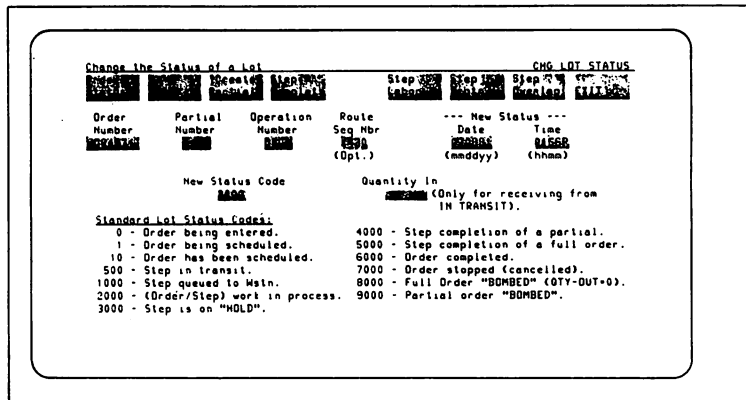 Change the Status of a Lot CHG LOT STATUS
Step Step Step Step
Overlap EXIT
Order Partial Operation Route --- New Status ---
Number Number Number Seq Nbr Date Time
(Opt.) (mmddyy) (hhmm)
New Status Code Quantity In
(Only for receiving from
IN TRANSIT).
Standard Lot Status Codes:
0 - Order being entered.
1 - Order being scheduled.
10 - Order has been scheduled.
500 - Step in transit.
1000 - Step queued to Wstn.
2000 - (Order/Step) work in process.
3000 - Step is on "HOLD".
4000 - Step completion of a partial.
5000 - Step completion of a full order.
6000 - Order completed.
7000 - Order stopped (cancelled).
8000 - Full Order "BOMBED" (QTY-OUT=0).
9000 - Partial order "BOMBED".